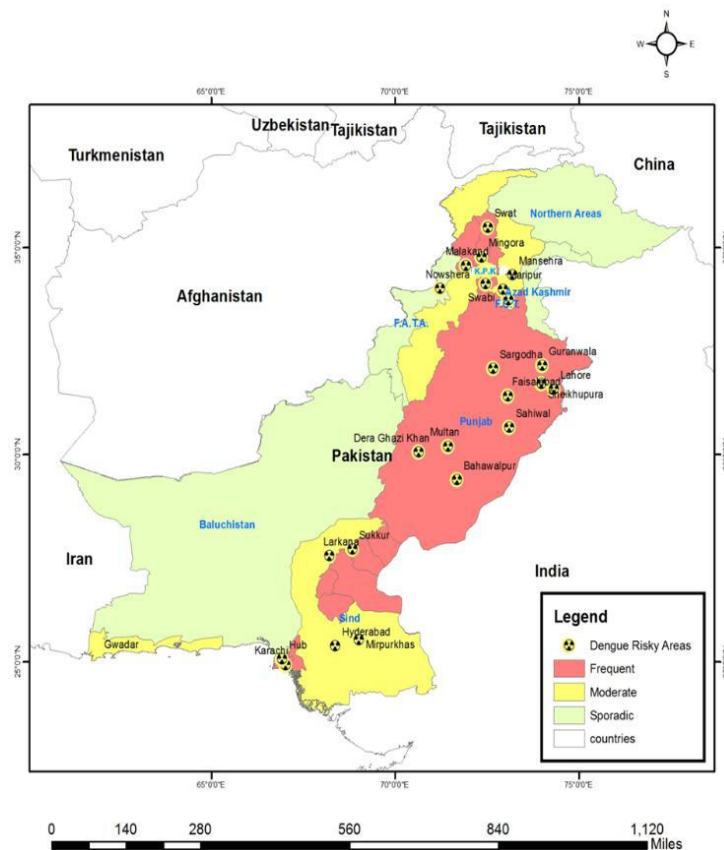 N
W E
S
65°0'0"E 70°0'0"E 75°0'0"E
Uzbekistan
Tajikistan
Tajikistan
Turkmenistan
China
Swat
Northern Areas
35°0'0"N
Mingora
Malakand
Mansehra
K.P.K.
Nowshera
Haripur
Azad Kashmir
Swabi
Afghanistan
F.A.T.A.
Sargodha
Guranwala
Lahore
Faisalabad
Sheikhupura
Punjab
Sahiwal
Dera Ghazi Khan
Multan
30°0'0"N
Pakistan
Bahawalpur
Baluchistan
Sukkur
Larkana
Iran
India
Sind
Hyderabad
Mirpurkhas
Gwadar
Hub
Karachi
25°0'0"N
Legend
Dengue Risky Areas
Frequent
Moderate
Sporadic
countries
65°0'0"E 70°0'0"E 75°0'0"E
0 140 280 560 840 1,120
Miles